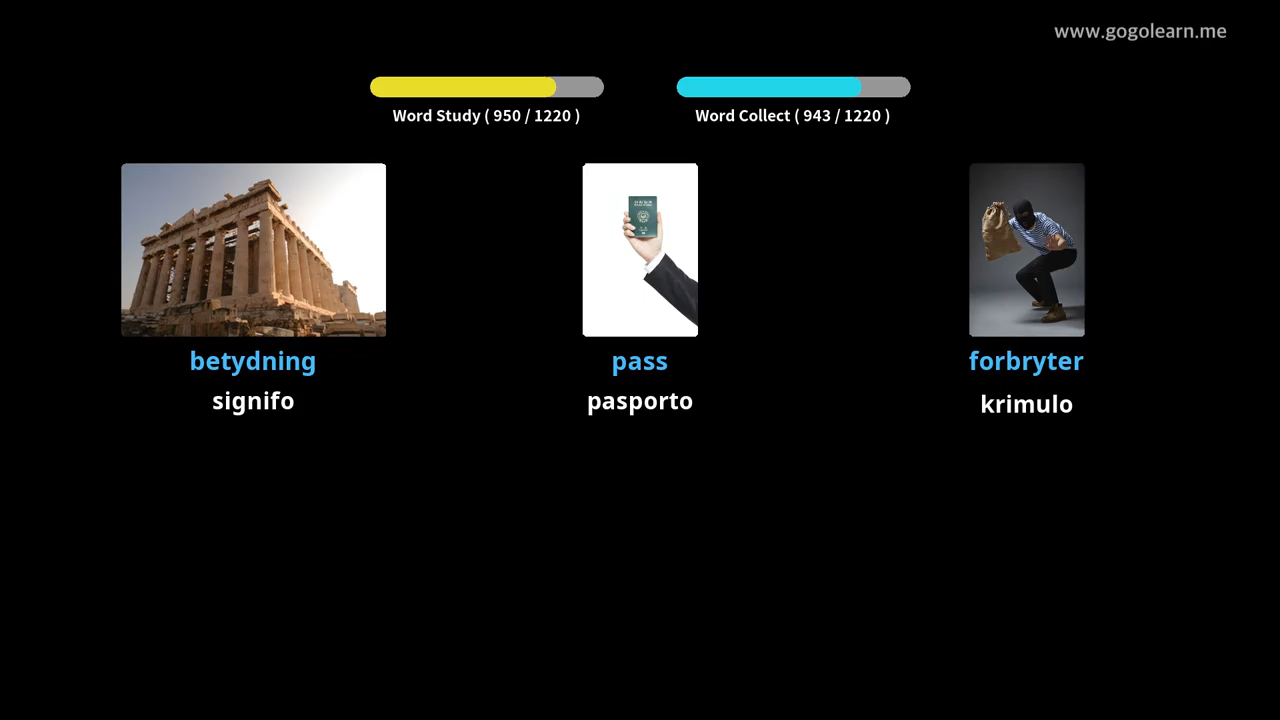 www.gogolearn.me
Word Study ( 950 / 1220 )
Word Collect ( 943 / 1220 )
betydning
pass
forbryter
signifo
pasporto
krimulo